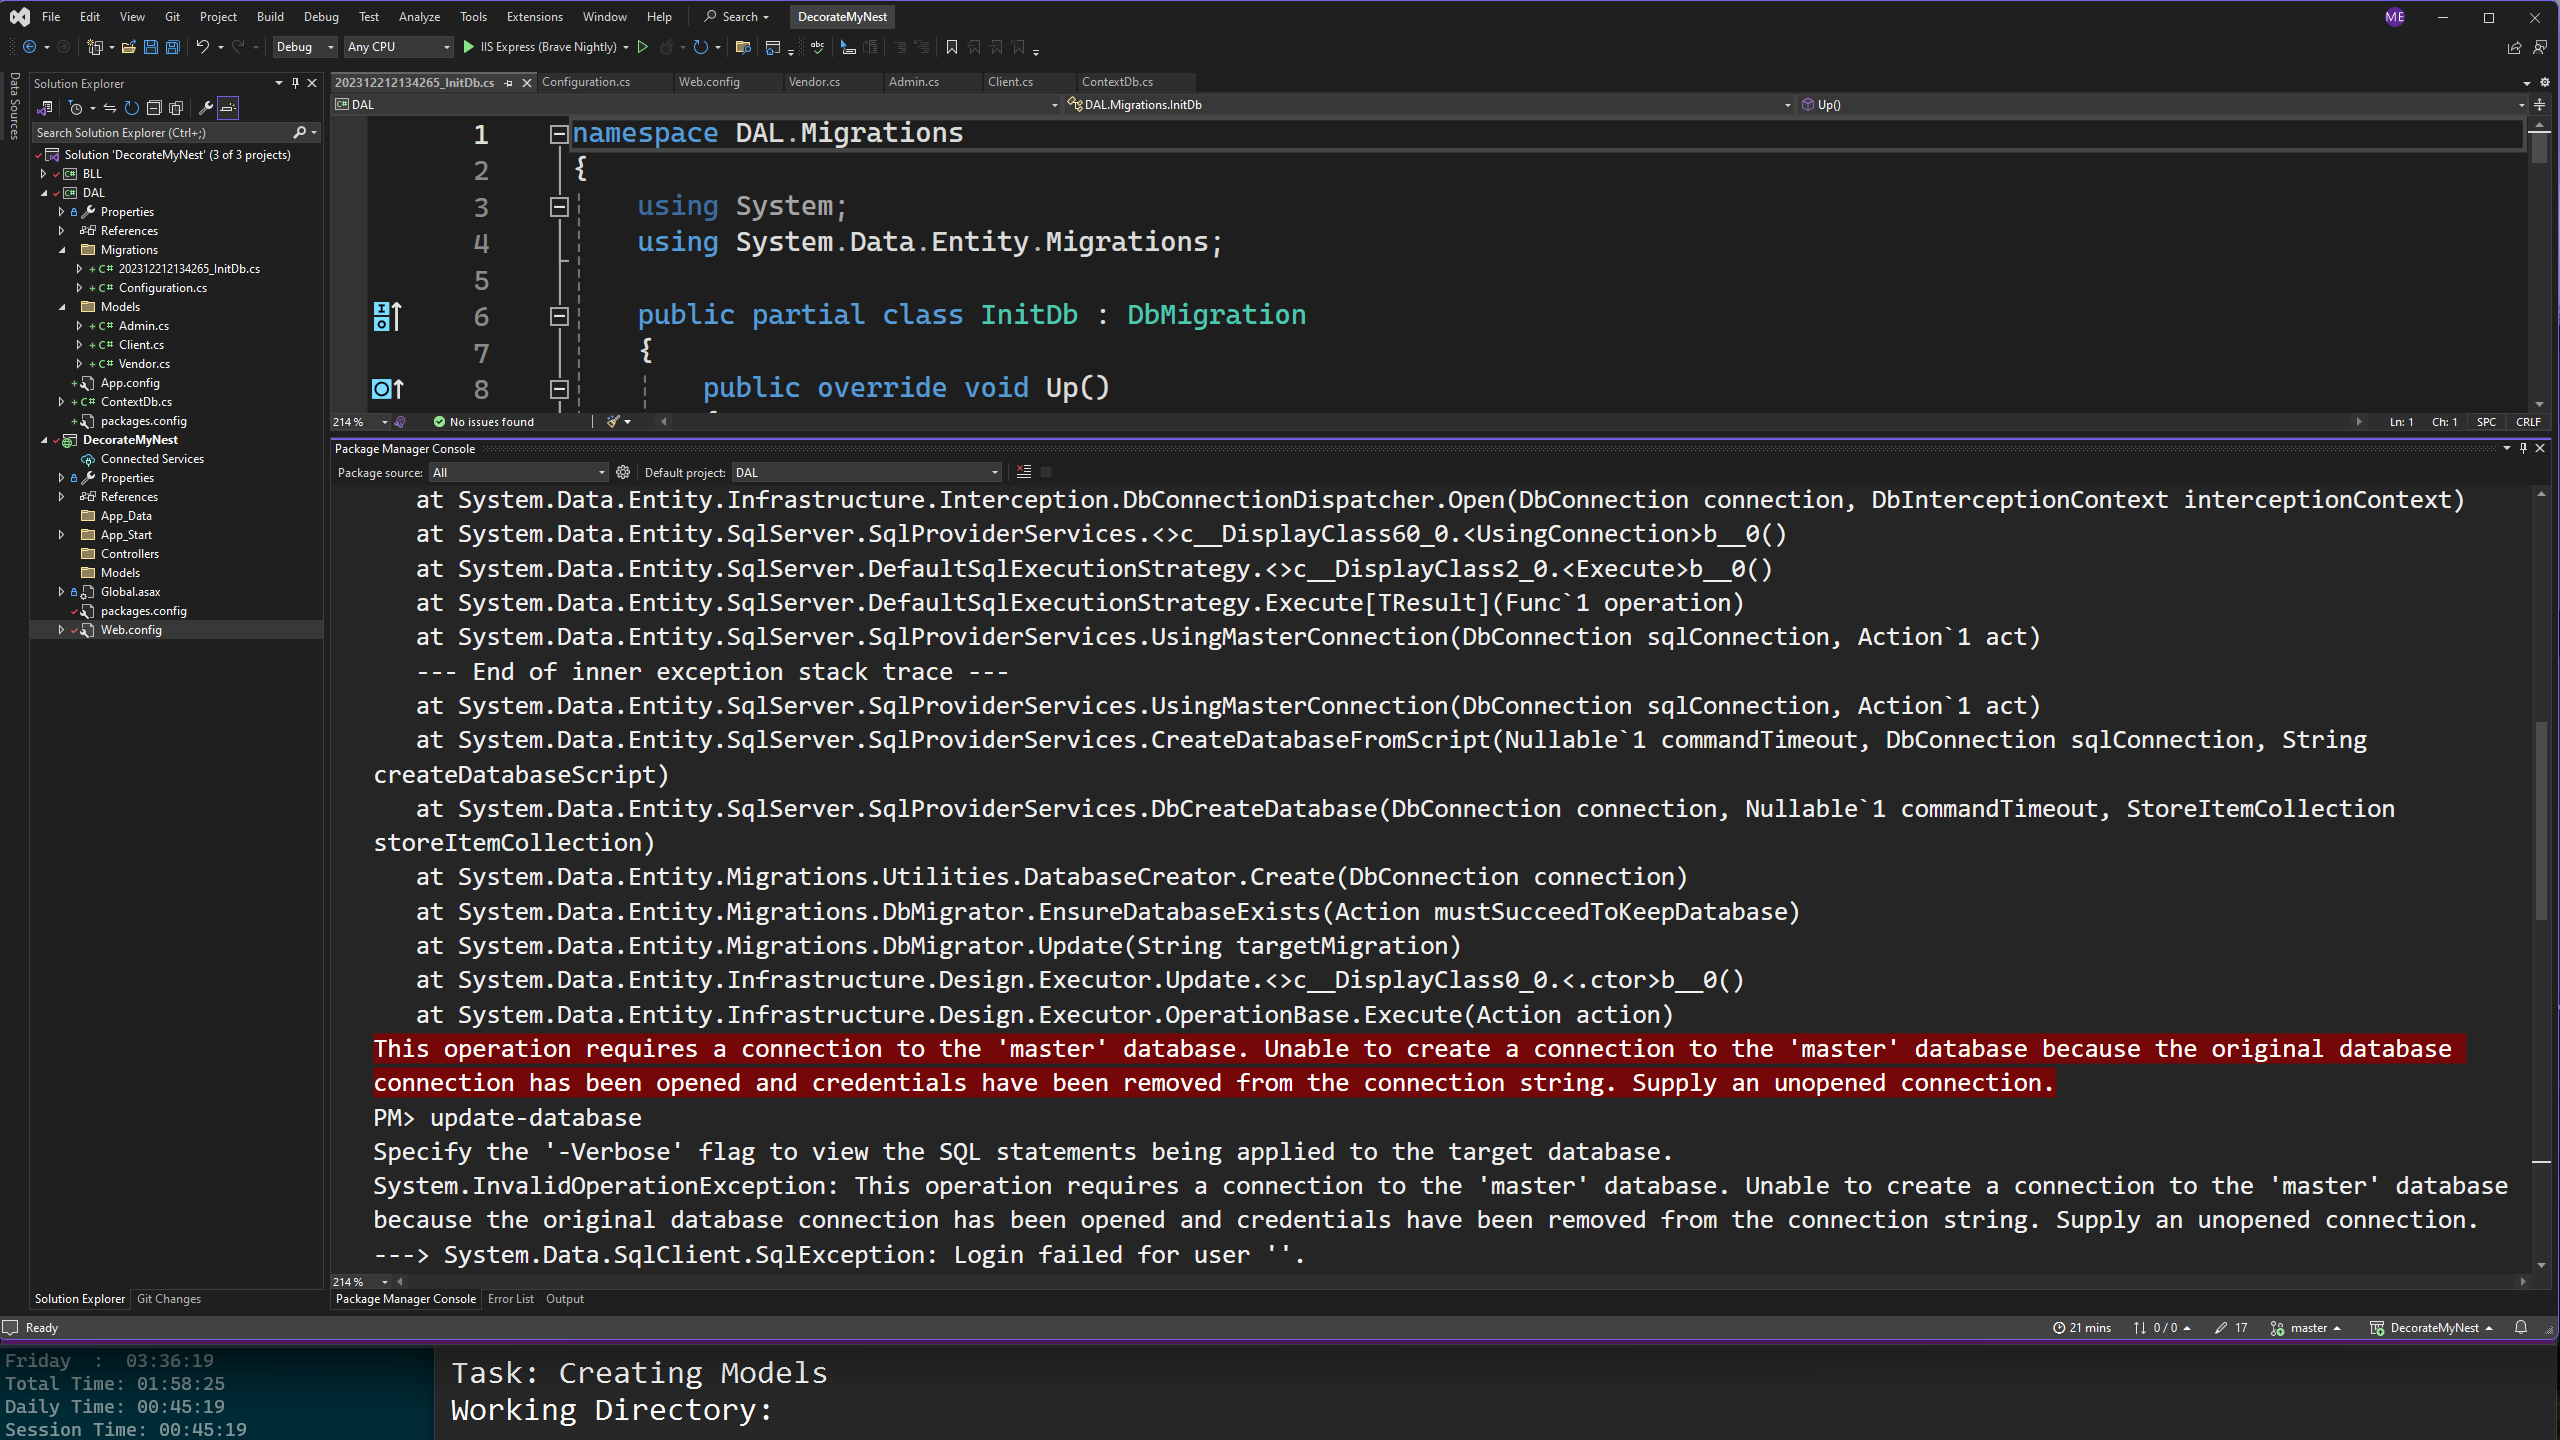 File Edit View Git Project Build Debug Test Analyze Tools Extensions Window Help Search DecorateMyNest ME
Debug Any CPU IIS Express (Brave Nightly)
Data Sources
Solution Explorer
Search Solution Explorer (Ctrl+;)
Solution 'DecorateMyNest' (3 of 3 projects)
BLL
DAL
Properties
References
Migrations
C# 202312212134265_InitDb.cs
C# Configuration.cs
Models
C# Admin.cs
C# Client.cs
C# Vendor.cs
App.config
C# ContextDb.cs
packages.config
DecorateMyNest
Connected Services
Properties
References
App_Data
App_Start
Controllers
Models
Global.asax
packages.config
Web.config
Solution Explorer Git Changes
202312212134265_InitDb.cs Configuration.cs Web.config Vendor.cs Admin.cs Client.cs ContextDb.cs
DAL DAL.Migrations.InitDb Up()
1 namespace DAL.Migrations
2 {
3 using System;
4 using System.Data.Entity.Migrations;
5
6 public partial class InitDb : DbMigration
7 {
8 public override void Up()
214 % No issues found Ln: 1 Ch: 1 SPC CRLF
Package Manager Console
Package source: All Default project: DAL
at System.Data.Entity.Infrastructure.Interception.DbConnectionDispatcher.Open(DbConnection connection, DbInterceptionContext interceptionContext)
at System.Data.Entity.SqlServer.SqlProviderServices.<>c__DisplayClass60_0.<UsingConnection>b__0()
at System.Data.Entity.SqlServer.DefaultSqlExecutionStrategy.<>c__DisplayClass2_0.<Execute>b__0()
at System.Data.Entity.SqlServer.DefaultSqlExecutionStrategy.Execute[TResult](Func`1 operation)
at System.Data.Entity.SqlServer.SqlProviderServices.UsingMasterConnection(DbConnection sqlConnection, Action`1 act)
--- End of inner exception stack trace ---
at System.Data.Entity.SqlServer.SqlProviderServices.UsingMasterConnection(DbConnection sqlConnection, Action`1 act)
at System.Data.Entity.SqlServer.SqlProviderServices.CreateDatabaseFromScript(Nullable`1 commandTimeout, DbConnection sqlConnection, String
createDatabaseScript)
at System.Data.Entity.SqlServer.SqlProviderServices.DbCreateDatabase(DbConnection connection, Nullable`1 commandTimeout, StoreItemCollection
storeItemCollection)
at System.Data.Entity.Migrations.Utilities.DatabaseCreator.Create(DbConnection connection)
at System.Data.Entity.Migrations.DbMigrator.EnsureDatabaseExists(Action mustSucceedToKeepDatabase)
at System.Data.Entity.Migrations.DbMigrator.Update(String targetMigration)
at System.Data.Entity.Infrastructure.Design.Executor.Update.<>c__DisplayClass0_0.<.ctor>b__0()
at System.Data.Entity.Infrastructure.Design.Executor.OperationBase.Execute(Action action)
This operation requires a connection to the 'master' database. Unable to create a connection to the 'master' database because the original database
connection has been opened and credentials have been removed from the connection string. Supply an unopened connection.
PM> update-database
Specify the '-Verbose' flag to view the SQL statements being applied to the target database.
System.InvalidOperationException: This operation requires a connection to the 'master' database. Unable to create a connection to the 'master' database
because the original database connection has been opened and credentials have been removed from the connection string. Supply an unopened connection.
---> System.Data.SqlClient.SqlException: Login failed for user ''.
214 %
Package Manager Console Error List Output
Ready 21 mins 0 / 0 17 master DecorateMyNest
Friday : 03:36:19
Total Time: 01:58:25
Daily Time: 00:45:19
Session Time: 00:45:19
Task: Creating Models
Working Directory: